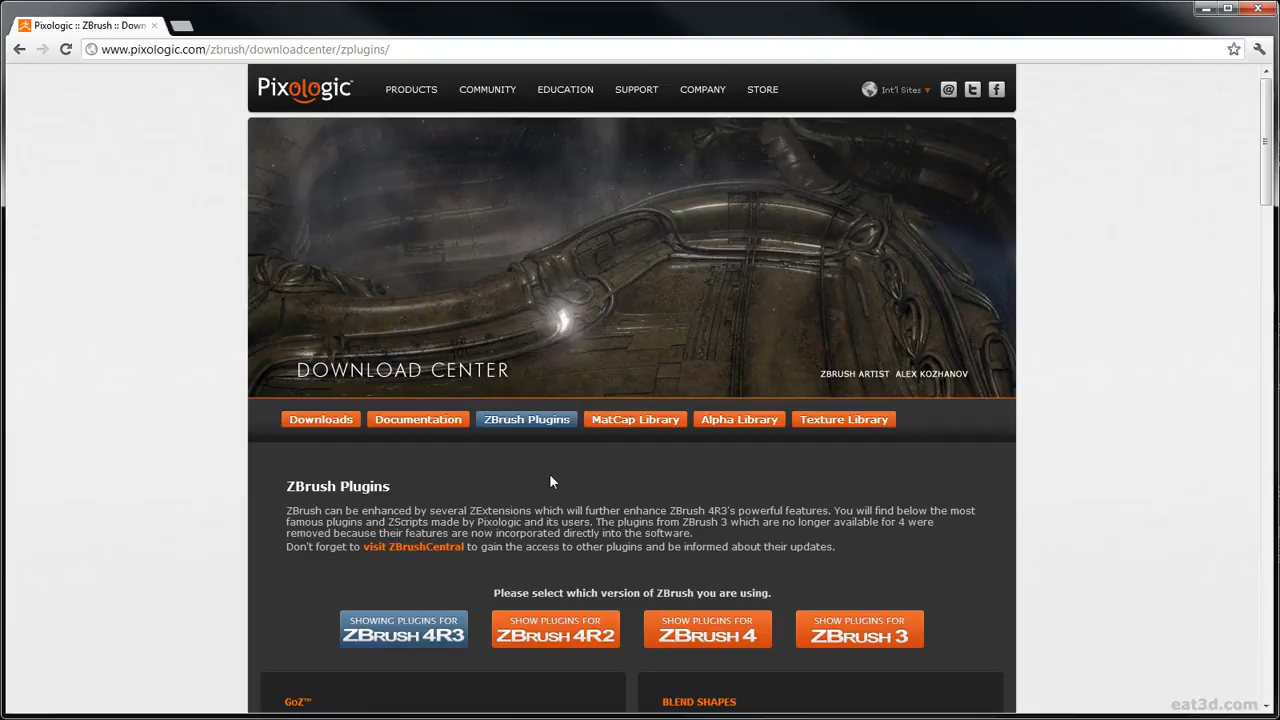 Pixologic :: ZBrush :: Down
www.pixologic.com/zbrush/downloadcenter/zplugins/
Pixologic™
PRODUCTS COMMUNITY EDUCATION SUPPORT COMPANY STORE
Int'l Sites
DOWNLOAD CENTER
ZBRUSH ARTIST ALEX KOZHANOV
Downloads Documentation ZBrush Plugins MatCap Library Alpha Library Texture Library
ZBrush Plugins
ZBrush can be enhanced by several ZExtensions which will further enhance ZBrush 4R3's powerful features. You will find below the most
famous plugins and ZScripts made by Pixologic and its users. The plugins from ZBrush 3 which are no longer available for 4 were
removed because their features are now incorporated directly into the software.
Don't forget to visit ZBrushCentral to gain the access to other plugins and be informed about their updates.
Please select which version of ZBrush you are using.
SHOWING PLUGINS FOR
ZBRUSH 4R3
SHOW PLUGINS FOR
ZBRUSH 4R2
SHOW PLUGINS FOR
ZBRUSH 4
SHOW PLUGINS FOR
ZBRUSH 3
GoZ™
BLEND SHAPES
eat3d.com